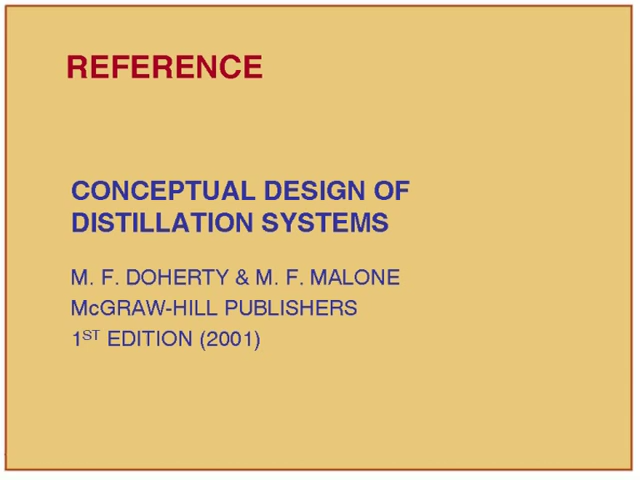 REFERENCE
CONCEPTUAL DESIGN OF
DISTILLATION SYSTEMS
M. F. DOHERTY & M. F. MALONE
McGRAW-HILL PUBLISHERS
1ST EDITION (2001)